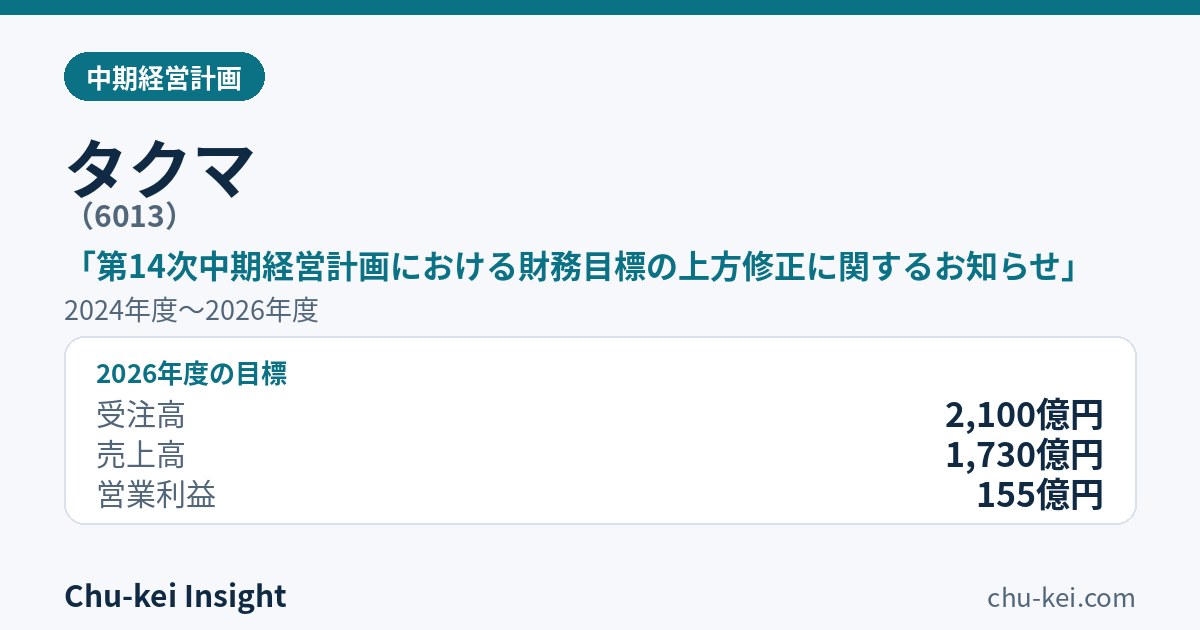 中期経営計画
タクマ
（6013）
「第14次中期経営計画における財務目標の上方修正に関するお知らせ」
2024年度～2026年度
2026年度の目標
受注高 2,100億円
売上高 1,730億円
営業利益 155億円
Chu-kei Insight chu-kei.com